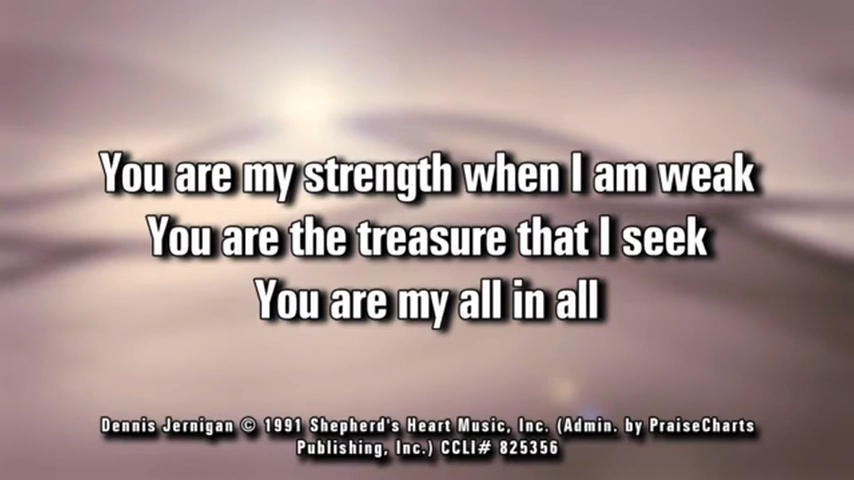 You are my strength when I am weak
You are the treasure that I seek
You are my all in all
Dennis Jernigan © 1991 Shepherd's Heart Music, Inc. (Admin. by PraiseCharts
Publishing, Inc.) CCLI# 825356